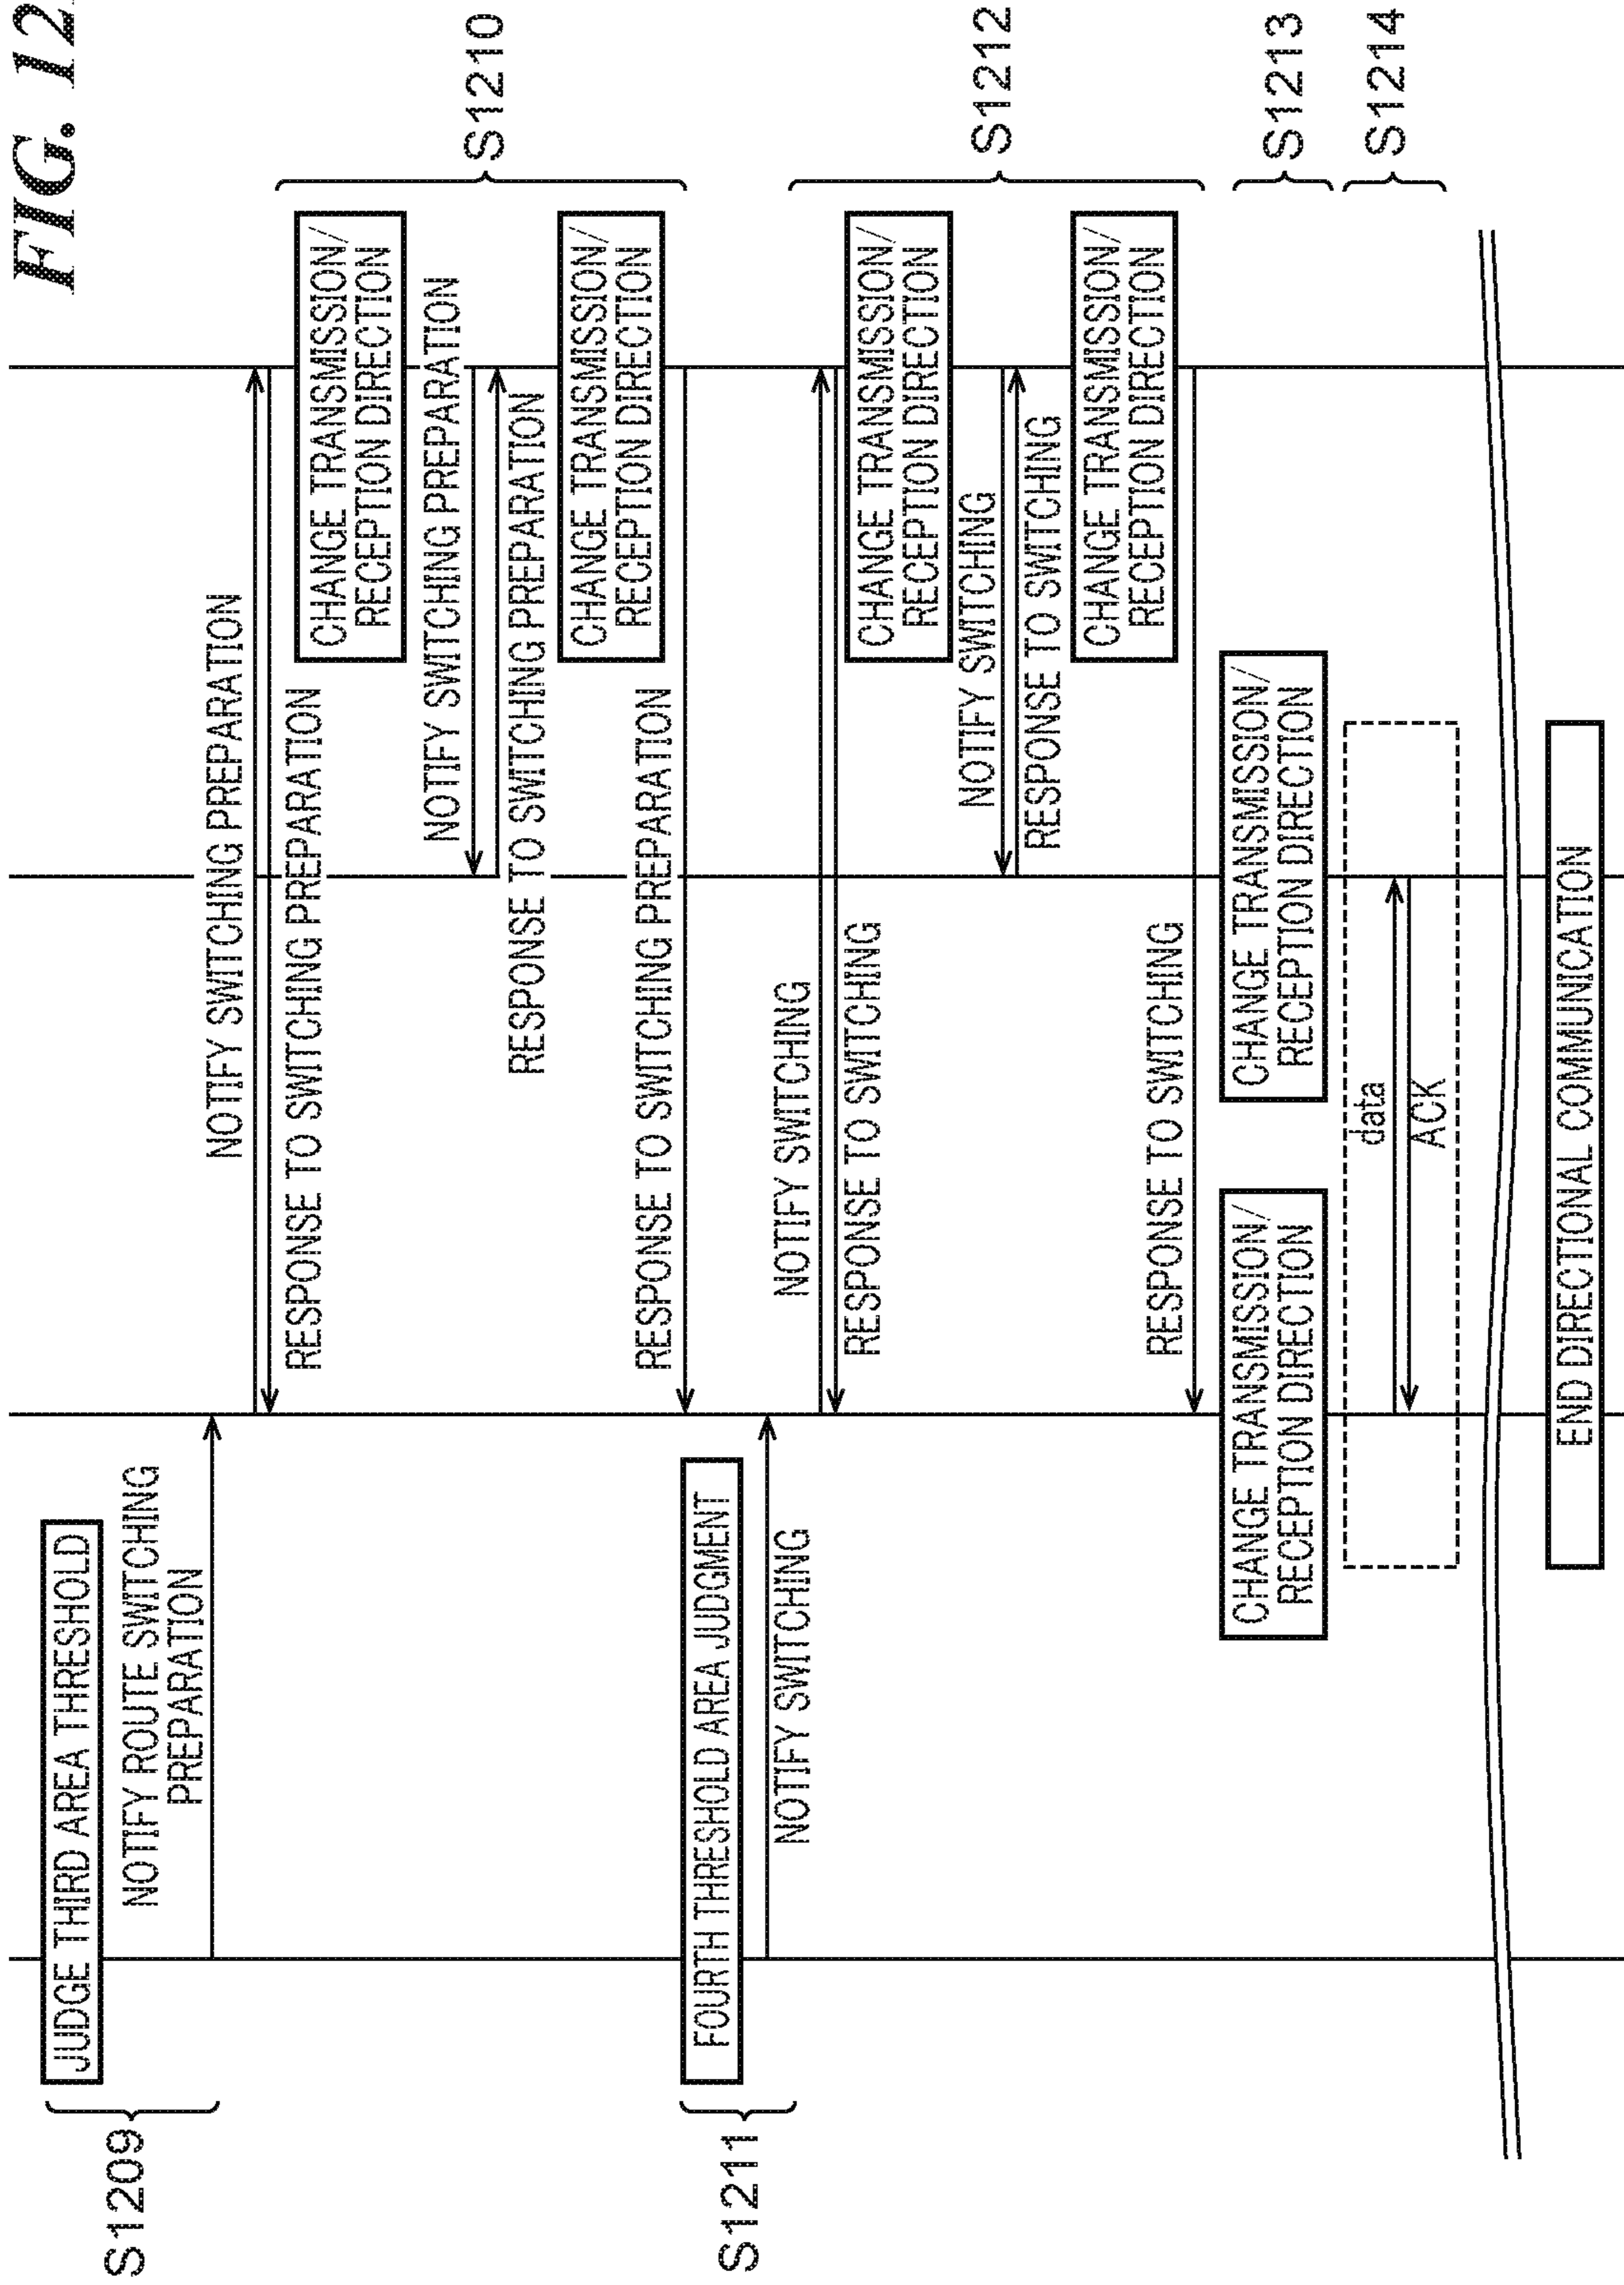 FIG. 12
S1209
JUDGE THIRD AREA THRESHOLD
NOTIFY ROUTE SWITCHING
PREPARATION
NOTIFY SWITCHING PREPARATION
RESPONSE TO SWITCHING PREPARATION
CHANGE TRANSMISSION/
RECEPTION DIRECTION
NOTIFY SWITCHING PREPARATION
S1210
RESPONSE TO SWITCHING PREPARATION
CHANGE TRANSMISSION/
RECEPTION DIRECTION
RESPONSE TO SWITCHING PREPARATION
S1211
FOURTH THRESHOLD AREA JUDGMENT
NOTIFY SWITCHING
NOTIFY SWITCHING
RESPONSE TO SWITCHING
CHANGE TRANSMISSION/
RECEPTION DIRECTION
NOTIFY SWITCHING
S1212
RESPONSE TO SWITCHING
CHANGE TRANSMISSION/
RECEPTION DIRECTION
RESPONSE TO SWITCHING
CHANGE TRANSMISSION/
RECEPTION DIRECTION
CHANGE TRANSMISSION/
RECEPTION DIRECTION
S1213
data
ACK
S1214
END DIRECTIONAL COMMUNICATION